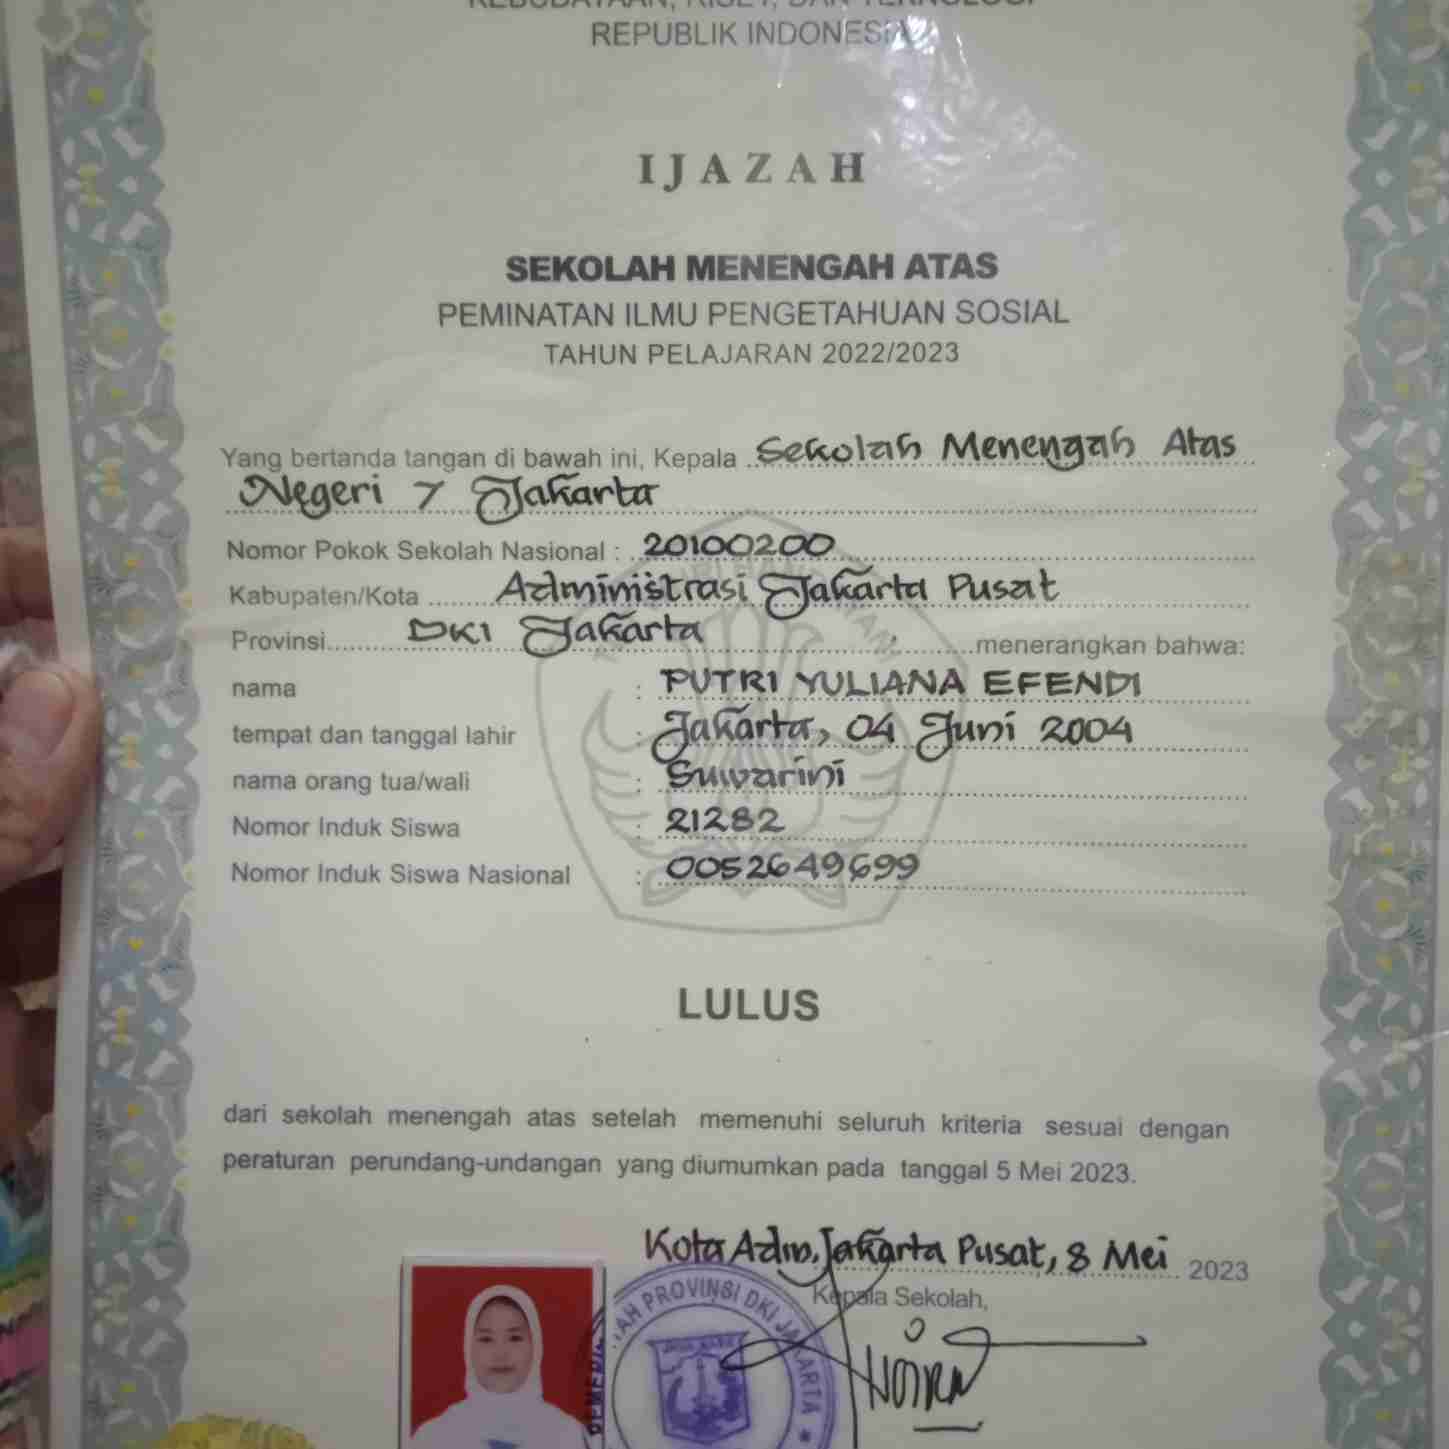 KEBUDAYAAN, RISET, DAN TEKNOLOGI
REPUBLIK INDONESIA
IJAZAH
SEKOLAH MENENGAH ATAS
PEMINATAN ILMU PENGETAHUAN SOSIAL
TAHUN PELAJARAN 2022/2023
Yang bertanda tangan di bawah ini, Kepala Sekolah Menengah Atas
Negeri 7 Jakarta
Nomor Pokok Sekolah Nasional : 20100200
Kabupaten/Kota Administrasi Jakarta Pusat
Provinsi DKI Jakarta menerangkan bahwa:
nama : PUTRI YULIANA EFENDI
tempat dan tanggal lahir : Jakarta, 04 Juni 2004
nama orang tua/wali : Suwarini
Nomor Induk Siswa : 21282
Nomor Induk Siswa Nasional : 0052649699
LULUS
dari sekolah menengah atas setelah memenuhi seluruh kriteria sesuai dengan
peraturan perundang-undangan yang diumumkan pada tanggal 5 Mei 2023.
Kota Adm. Jakarta Pusat, 8 Mei 2023
Kepala Sekolah,
PROVINSI DKI JAKARTA